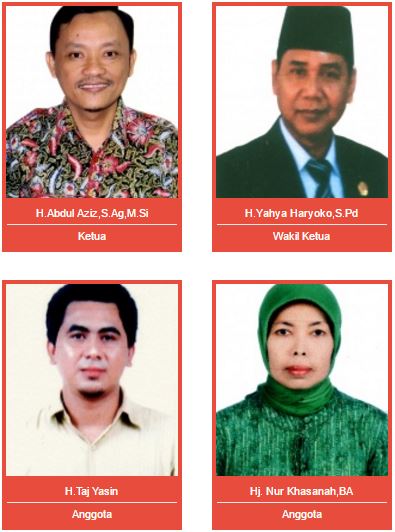 H.Abdul Aziz,S.Ag,M.Si
Ketua
H.Yahya Haryoko,S.Pd
Wakil Ketua
H.Taj Yasin
Anggota
Hj. Nur Khasanah,BA
Anggota